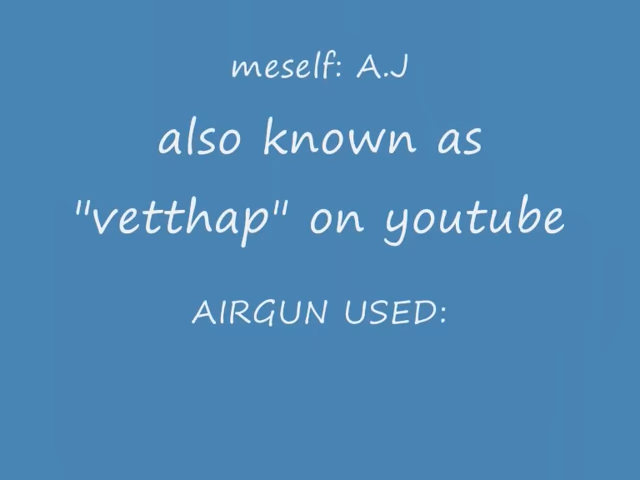 meself: A.J
also known as
"vetthap" on youtube
AIRGUN USED: